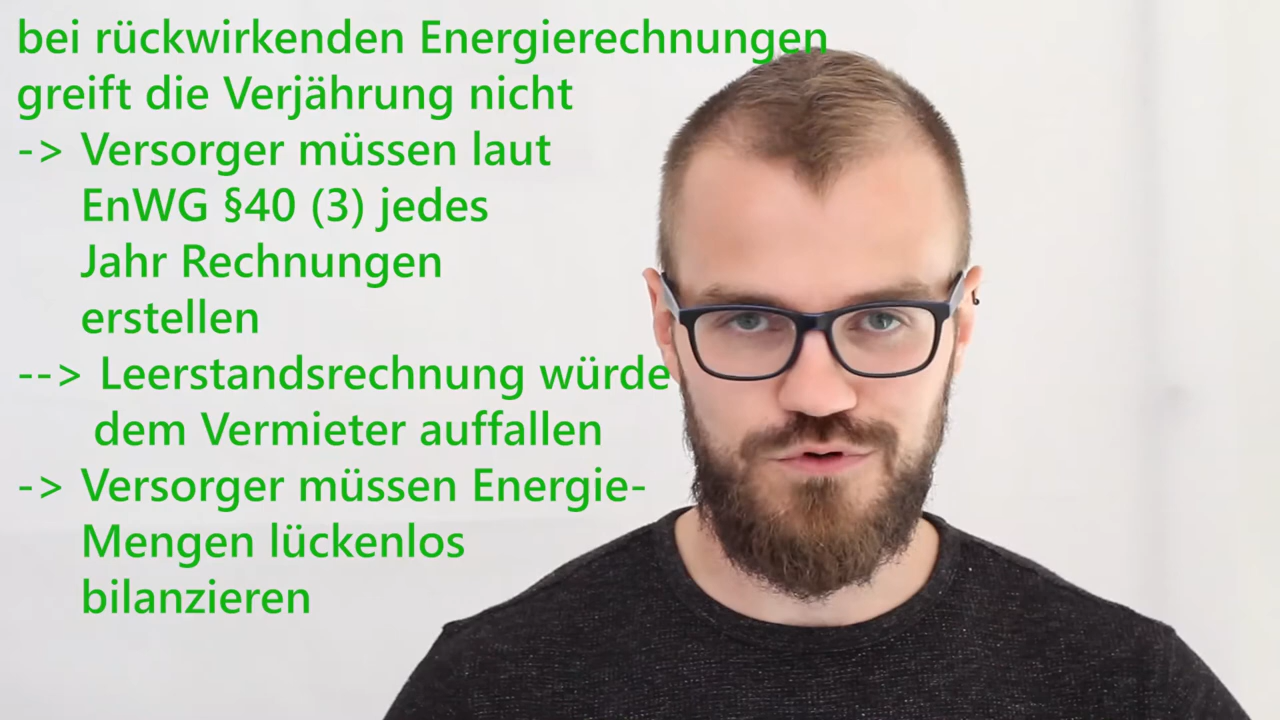 bei rückwirkenden Energierechnungen
greift die Verjährung nicht
-> Versorger müssen laut
EnWG §40 (3) jedes
Jahr Rechnungen
erstellen
--> Leerstandsrechnung würde
dem Vermieter auffallen
-> Versorger müssen Energie-
Mengen lückenlos
bilanzieren